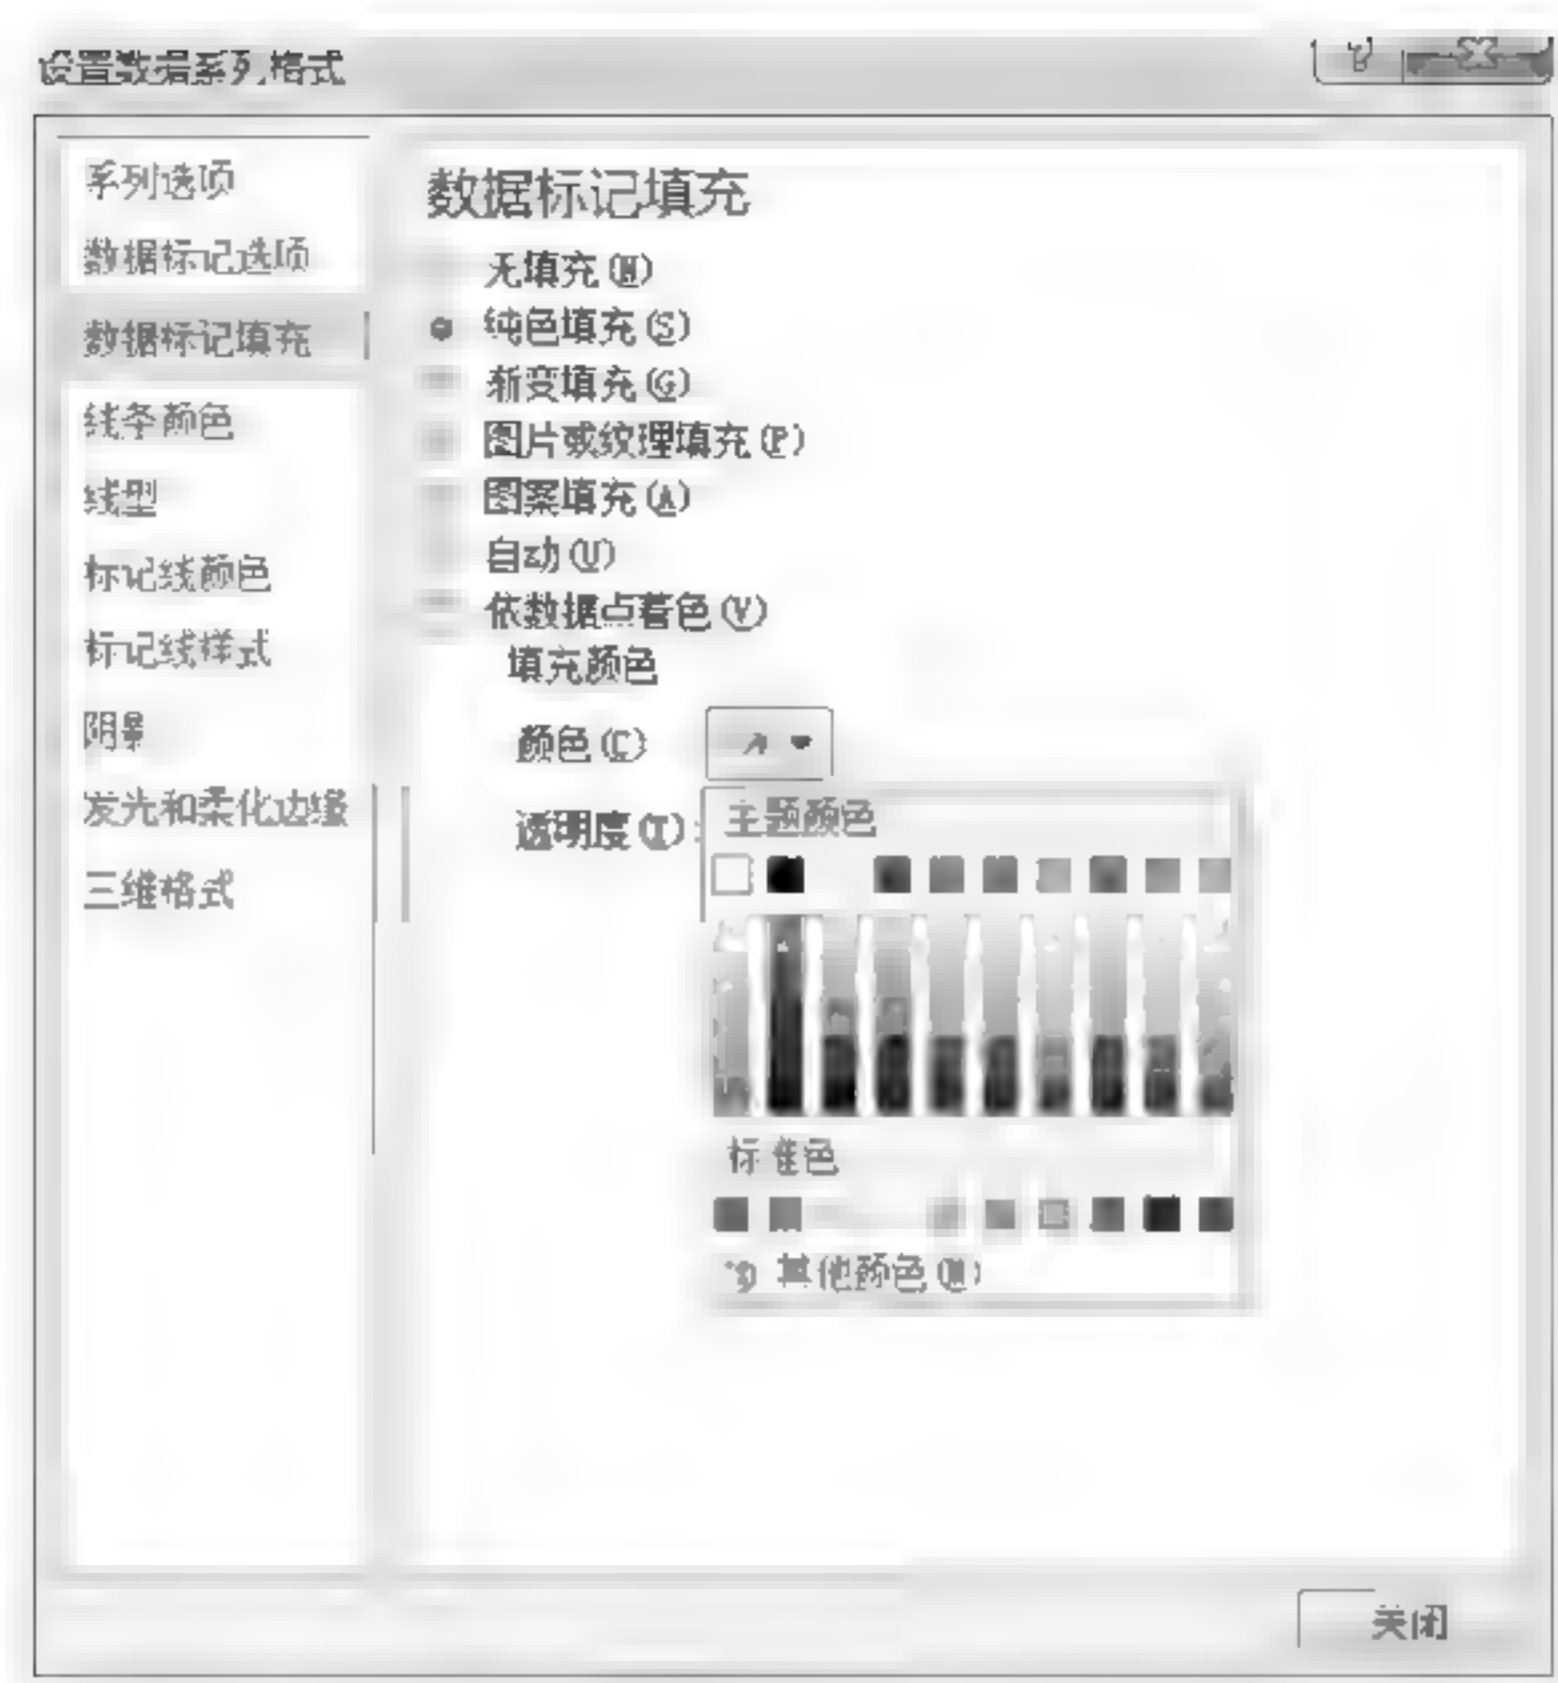 设置数据系列格式
系列选项
数据标记选项
数据标记填充
线条颜色
线型
标记线颜色
标记线样式
阴影
发光和柔化边缘
三维格式
数据标记填充
无填充(N)
纯色填充(S)
渐变填充(G)
图片或纹理填充(P)
图案填充(A)
自动(U)
依数据点着色(V)
填充颜色
颜色(C)
透明度(T):
主题颜色
标准色
其他颜色(M)
关闭